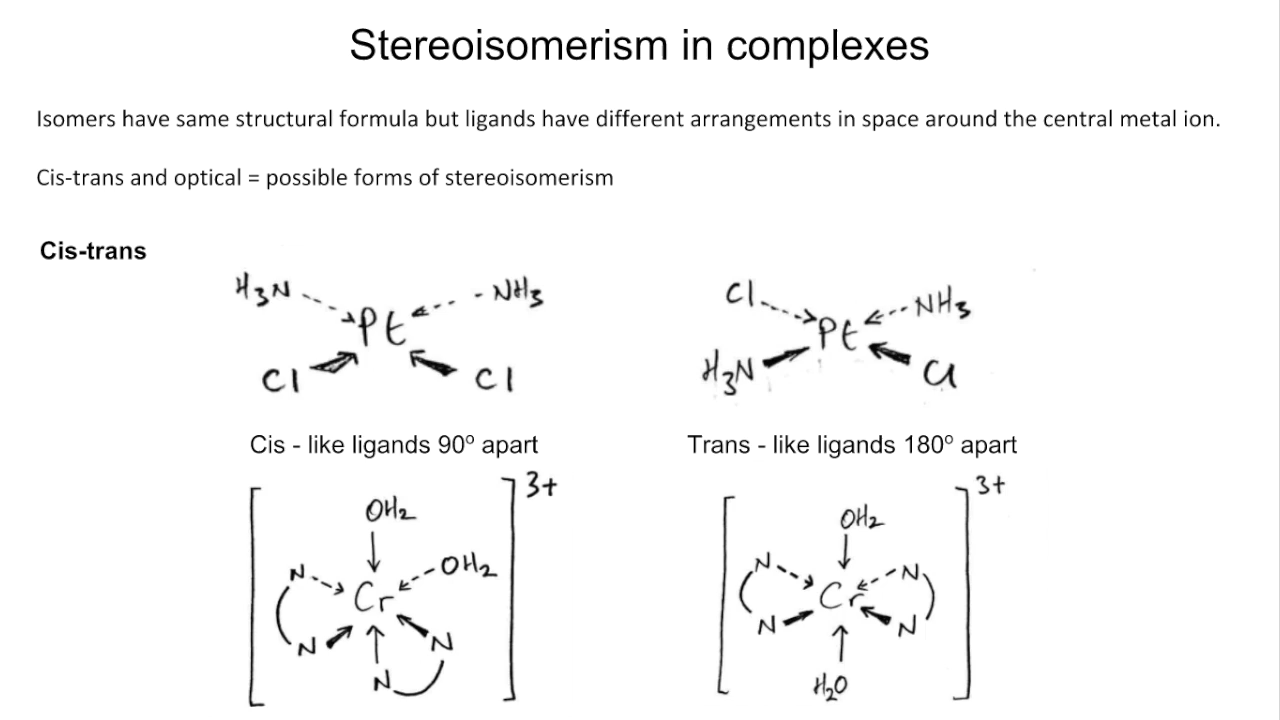 Stereoisomerism in complexes
Isomers have same structural formula but ligands have different arrangements in space around the central metal ion.
Cis-trans and optical = possible forms of stereoisomerism
Cis-trans
H3N NH3
Pt
Cl Cl
Cl NH3
Pt
H3N Cl
Cis - like ligands 90º apart
Trans - like ligands 180º apart
3+
OH2
N OH2
Cr
N N
N
3+
OH2
N N
Cr
N N
H2O